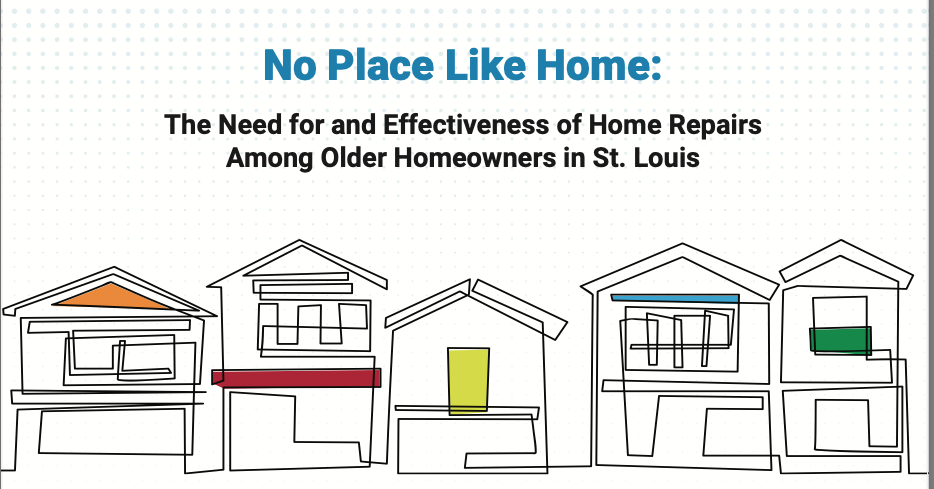 No Place Like Home:
The Need for and Effectiveness of Home Repairs
Among Older Homeowners in St. Louis